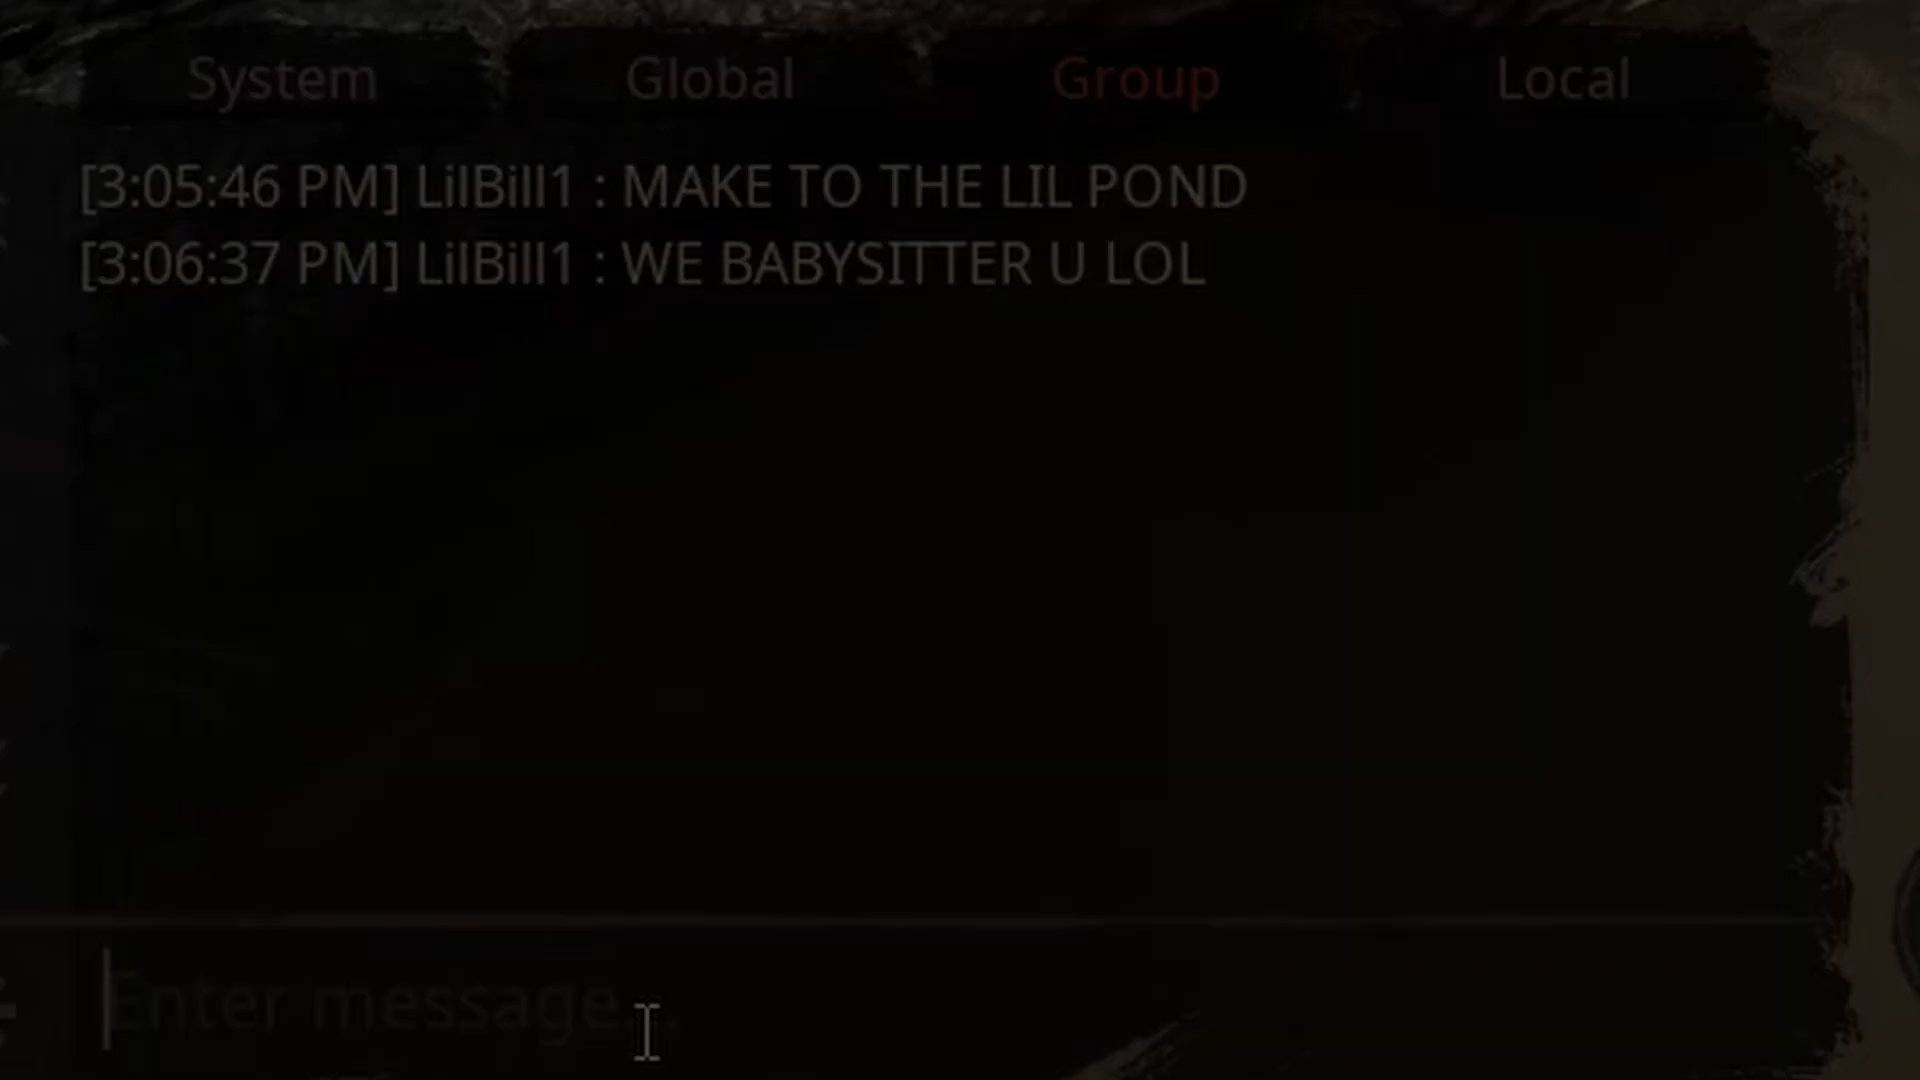 System Global Group Local
[3:05:46 PM] LilBill1 : MAKE TO THE LIL POND
[3:06:37 PM] LilBill1 : WE BABYSITTER U LOL
Enter message...